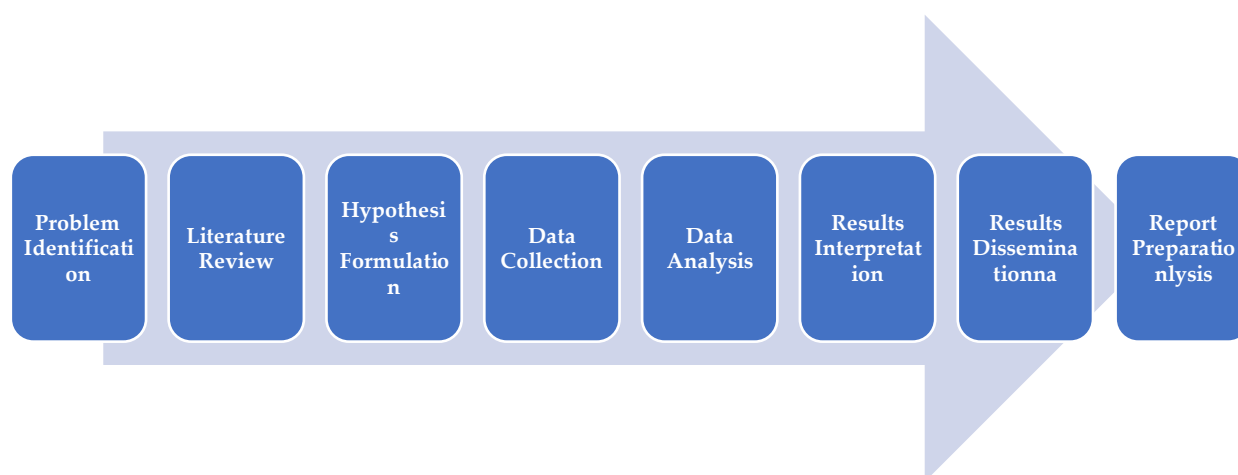 Problem
Identificati
on
Literature
Review
Hypothesi
s
Formulatio
n
Data
Collection
Data
Analysis
Results
Interpretat
ion
Results
Dissemina
tionna
Report
Preparatio
nlysis